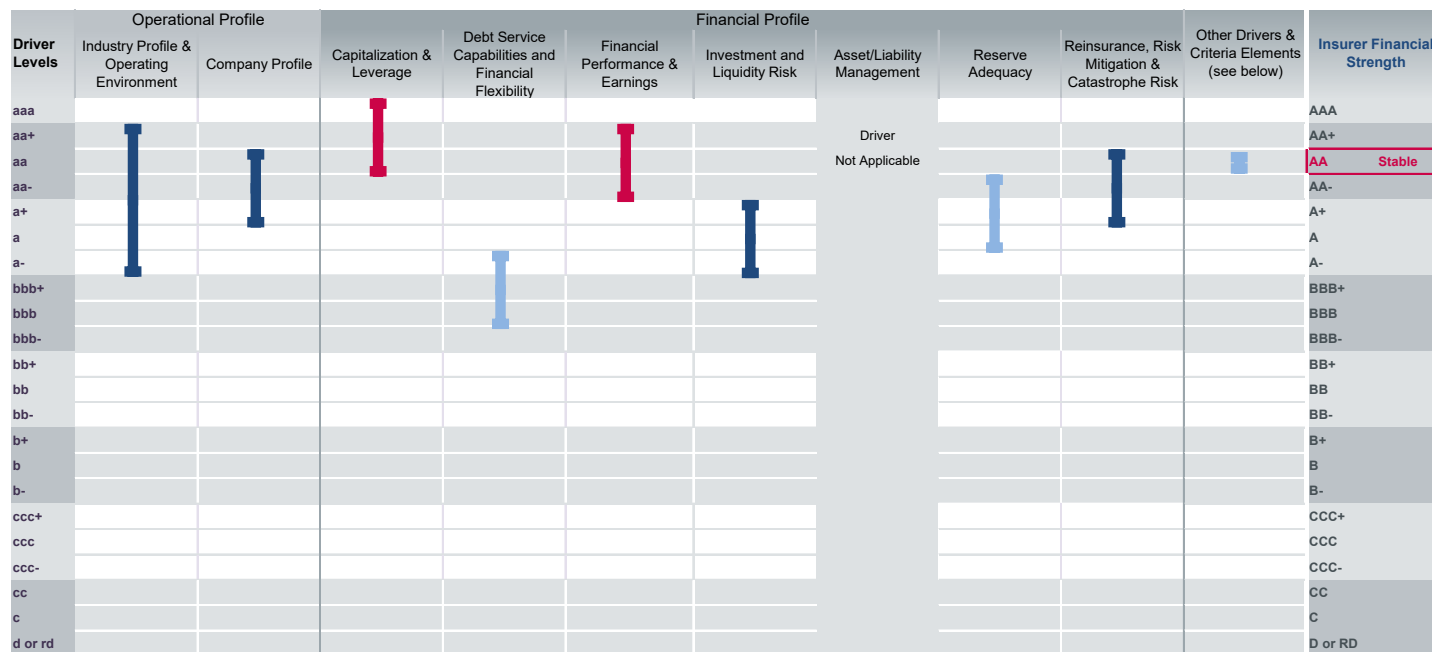 Operational Profile
Financial Profile
Driver
Levels
Industry Profile &
Operating
Environment
Company Profile
Capitalization &
Leverage
Debt Service
Capabilities and
Financial
Flexibility
Financial
Performance &
Earnings
Investment and
Liquidity Risk
Asset/Liability
Management
Reserve
Adequacy
Reinsurance, Risk
Mitigation &
Catastrophe Risk
Other Drivers &
Criteria Elements
(see below)
Insurer Financial
Strength
aaa AAA
aa+ Driver AA+
aa Not Applicable AA Stable
aa- AA-
a+ A+
a A
a- A-
bbb+ BBB+
bbb BBB
bbb- BBB-
bb+ BB+
bb BB
bb- BB-
b+ B+
b B
b- B-
ccc+ CCC+
ccc CCC
ccc- CCC-
cc CC
c C
d or rd D or RD